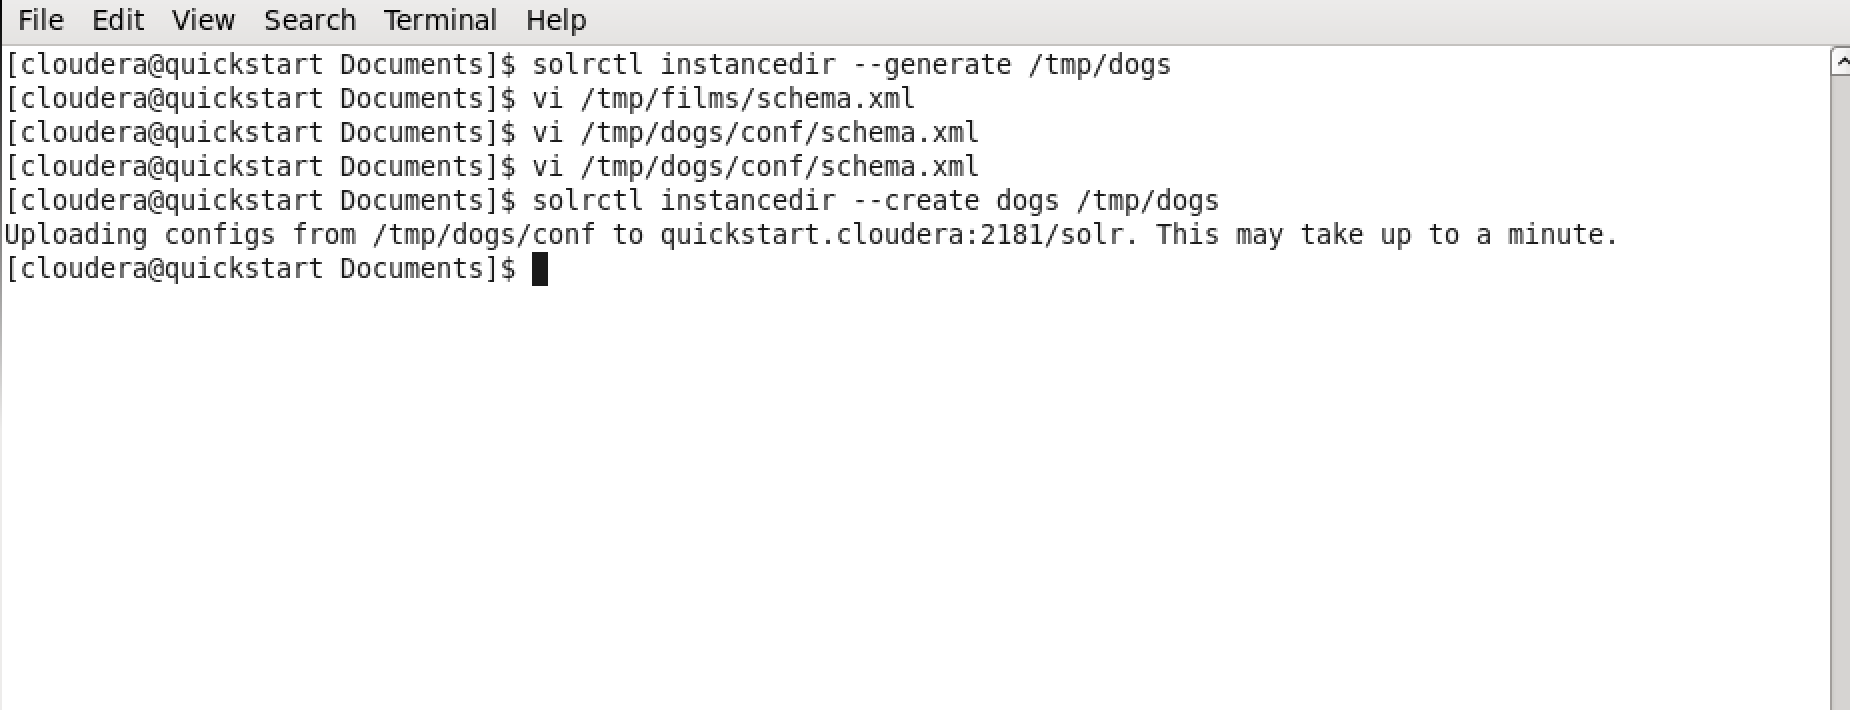 File Edit View Search Terminal Help
[cloudera@quickstart Documents]$ solrctl instancedir --generate /tmp/dogs
[cloudera@quickstart Documents]$ vi /tmp/films/schema.xml
[cloudera@quickstart Documents]$ vi /tmp/dogs/conf/schema.xml
[cloudera@quickstart Documents]$ vi /tmp/dogs/conf/schema.xml
[cloudera@quickstart Documents]$ solrctl instancedir --create dogs /tmp/dogs
Uploading configs from /tmp/dogs/conf to quickstart.cloudera:2181/solr. This may take up to a minute.
[cloudera@quickstart Documents]$